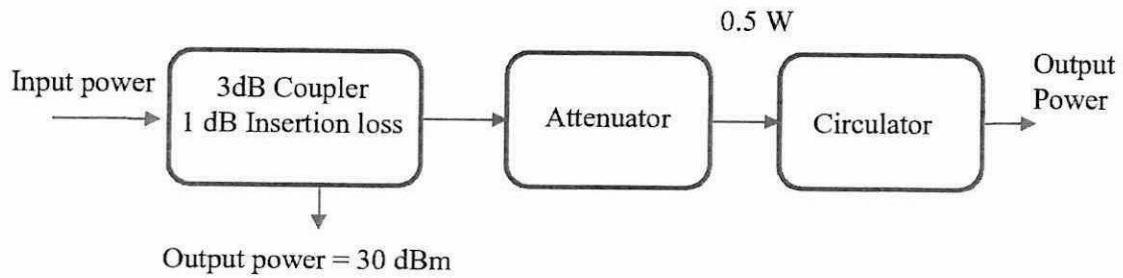 0.5 W
Input power
3dB Coupler
1 dB Insertion loss
Attenuator
Circulator
Output
Power
Output power = 30 dBm